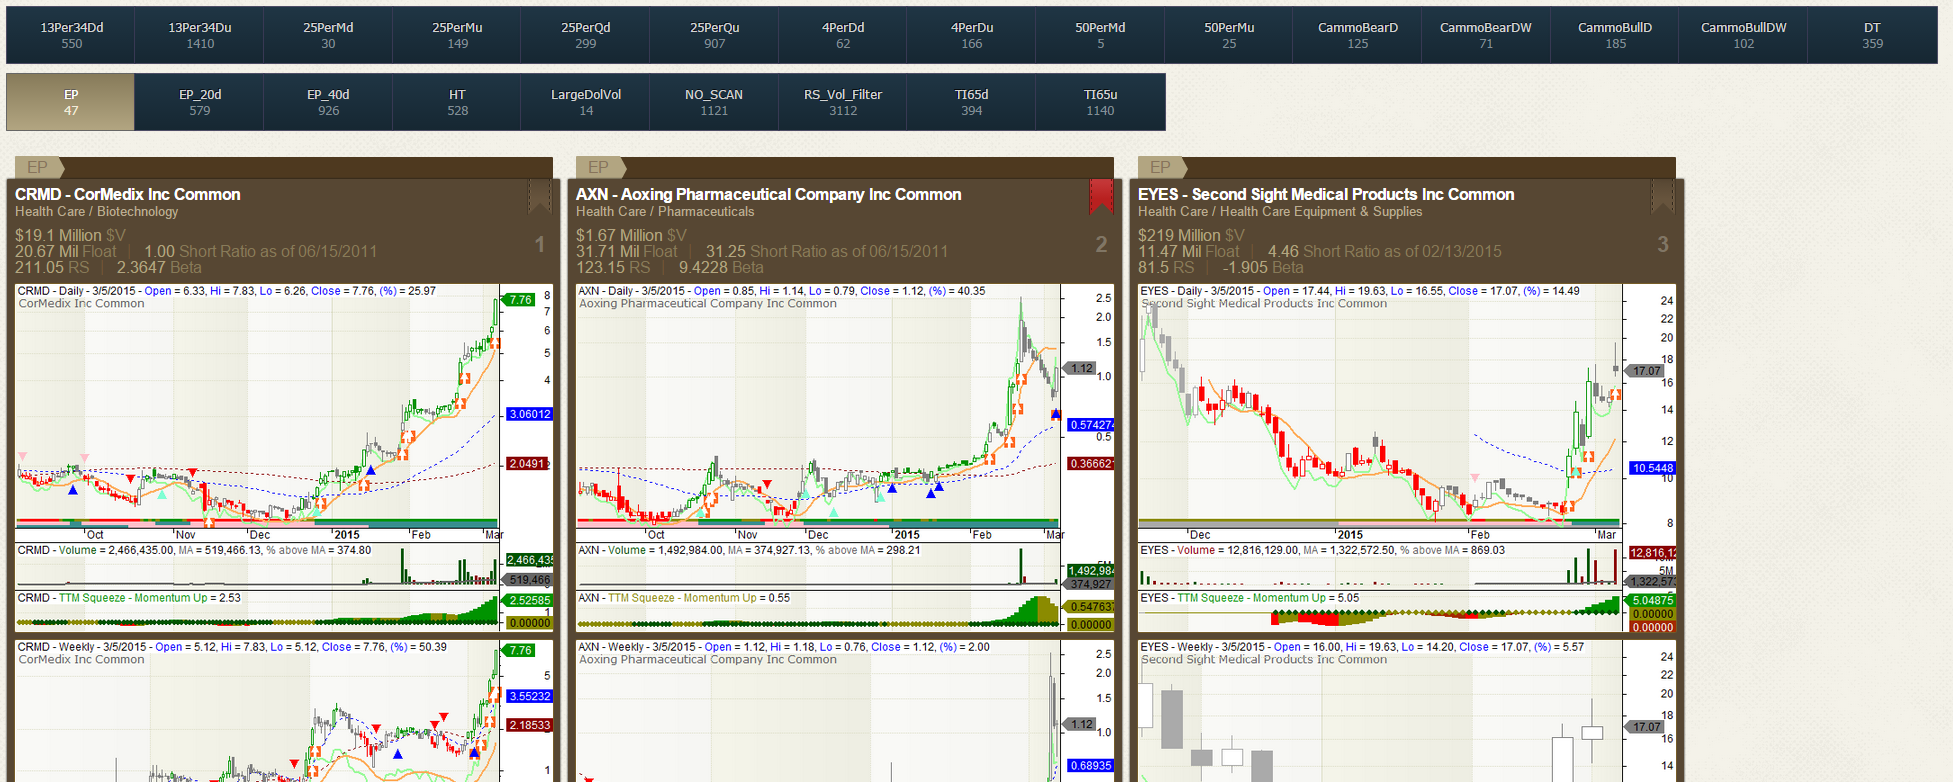 13Per34Dd 13Per34Du 25PerMd 25PerMu 25PerQd 25PerQu 4PerDd 4PerDu 50PerMd 50PerMu CammoBearD CammoBearDW CammoBullD CammoBullDW DT
550 1410 30 149 299 907 62 166 5 25 125 71 185 102 359
EP EP_20d EP_40d HT LargeDolVol NO_SCAN RS_Vol_Filter TI65d TI65u
47 579 926 528 14 1121 3112 394 1140
EP
CRMD - CorMedix Inc Common
Health Care / Biotechnology
$19.1 Million $V
20.67 Mil Float | 1.00 Short Ratio as of 06/15/2011
211.05 RS | 2.3647 Beta
1
CRMD - Daily - 3/5/2015 - Open = 6.33, Hi = 7.83, Lo = 6.26, Close = 7.76, (%) = 25.97
CorMedix Inc Common
8
7.76
7
6
5
4
3.06012
2.0491
2
Oct Nov Dec 2015 Feb Mar
CRMD - Volume = 2,466,435.00, MA = 519,466.13, % above MA = 374.80
2,466,435
519,466
CRMD - TTM Squeeze - Momentum Up = 2.53
2.52585
1
0.00000
CRMD - Weekly - 3/5/2015 - Open = 5.12, Hi = 7.83, Lo = 5.12, Close = 7.76, (%) = 50.39
CorMedix Inc Common
7.76
5
3.55232
2.18533
1
EP
AXN - Aoxing Pharmaceutical Company Inc Common
Health Care / Pharmaceuticals
$1.67 Million $V
31.71 Mil Float | 31.25 Short Ratio as of 06/15/2011
123.15 RS | 9.4228 Beta
2
AXN - Daily - 3/5/2015 - Open = 0.85, Hi = 1.14, Lo = 0.79, Close = 1.12, (%) = 40.35
Aoxing Pharmaceutical Company Inc Common
2.5
2.0
1.5
1.12
1.0
0.57427
0.5
0.36662
Oct Nov Dec 2015 Feb Mar
AXN - Volume = 1,492,984.00, MA = 374,927.13, % above MA = 298.21
1,492,984
374,927
AXN - TTM Squeeze - Momentum Up = 0.55
0.54763
0.00000
AXN - Weekly - 3/5/2015 - Open = 1.12, Hi = 1.18, Lo = 0.76, Close = 1.12, (%) = 2.00
Aoxing Pharmaceutical Company Inc Common
2.5
2.0
1.5
1.12
1.0
0.68935
EP
EYES - Second Sight Medical Products Inc Common
Health Care / Health Care Equipment & Supplies
$219 Million $V
11.47 Mil Float | 4.46 Short Ratio as of 02/13/2015
81.5 RS | -1.905 Beta
3
EYES - Daily - 3/5/2015 - Open = 17.44, Hi = 19.63, Lo = 16.55, Close = 17.07, (%) = 14.49
Second Sight Medical Products Inc Common
24
22
20
18
17.07
16
14
12
10.5448
10
8
Dec 2015 Feb Mar
EYES - Volume = 12,816,129.00, MA = 1,322,572.50, % above MA = 869.03
12,816,12
5M
1,322,57
EYES - TTM Squeeze - Momentum Up = 5.05
5.04875
0.00000
0.00000
EYES - Weekly - 3/5/2015 - Open = 16.00, Hi = 19.63, Lo = 14.20, Close = 17.07, (%) = 5.57
Second Sight Medical Products Inc Common
24
22
20
18
17.07
16
14